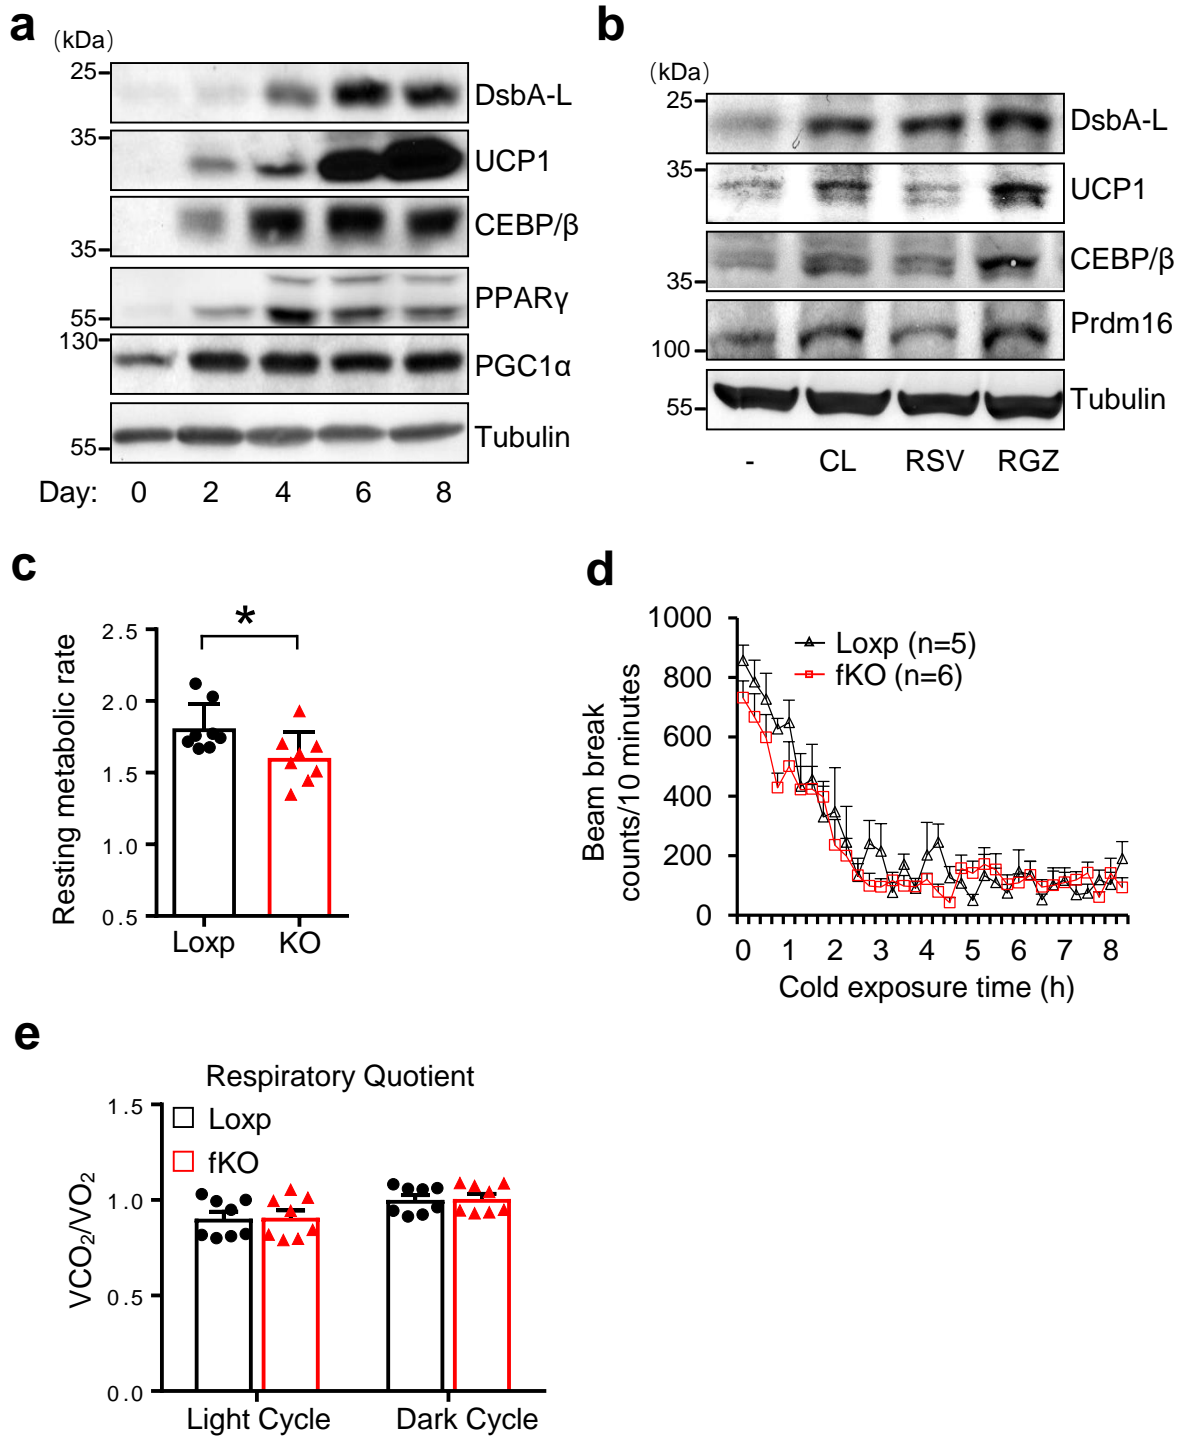 a
(kDa)
25
DsbA-L
35
UCP1
CEBP/β
35
PPARγ
55
130
PGC1α
Tubulin
55
Day: 0 2 4 6 8
b
(kDa)
25
DsbA-L
35
UCP1
CEBP/β
35
Prdm16
100
Tubulin
55
- CL RSV RGZ
c
*
Resting metabolic rate
2.5
2.0
1.5
1.0
0.5
Loxp KO
d
Beam break
counts/10 minutes
1000
800
600
400
200
0
Loxp (n=5)
fKO (n=6)
0 1 2 3 4 5 6 7 8
Cold exposure time (h)
e
Respiratory Quotient
Loxp
fKO
VCO₂/VO₂
1.5
1.0
0.5
0.0
Light Cycle Dark Cycle